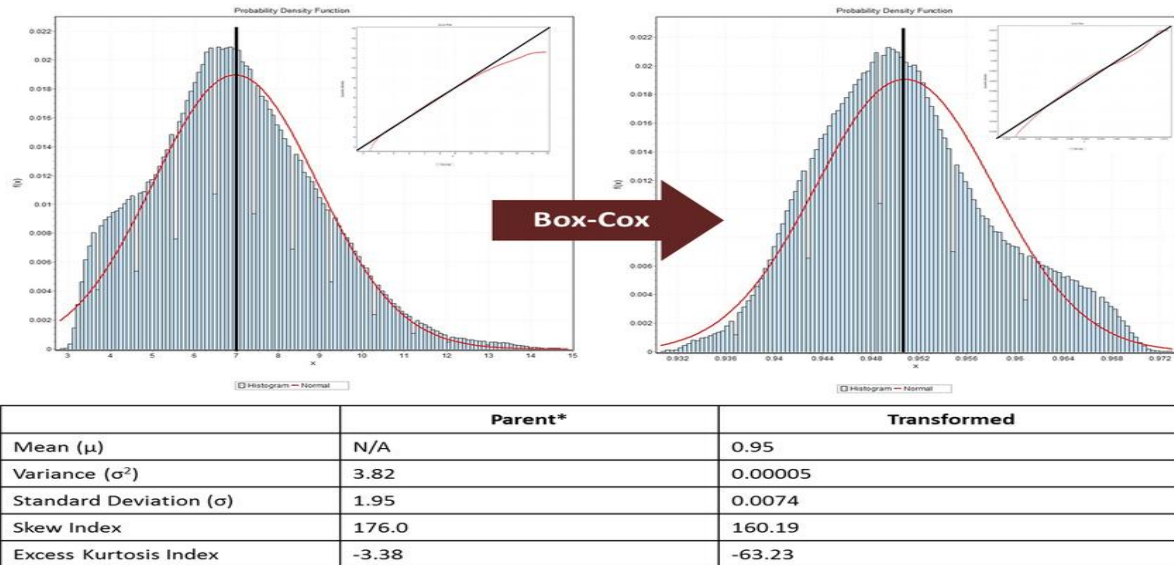 Probability Density Function
0.022
0.02
0.018
0.016
0.014
0.012
0.01
0.008
0.006
0.004
0.002
0
f(x)
3 4 5 6 7 8 9 10 11 12 13 14 15
x
Histogram Normal
Box-Cox
Probability Density Function
0.022
0.02
0.018
0.016
0.014
0.012
0.01
0.008
0.006
0.004
0.002
0
f(x)
0.932 0.936 0.94 0.944 0.948 0.952 0.956 0.96 0.964 0.968 0.972
x
Histogram Normal
Parent* Transformed
Mean (μ) N/A 0.95
Variance (σ²) 3.82 0.00005
Standard Deviation (σ) 1.95 0.0074
Skew Index 176.0 160.19
Excess Kurtosis Index -3.38 -63.23